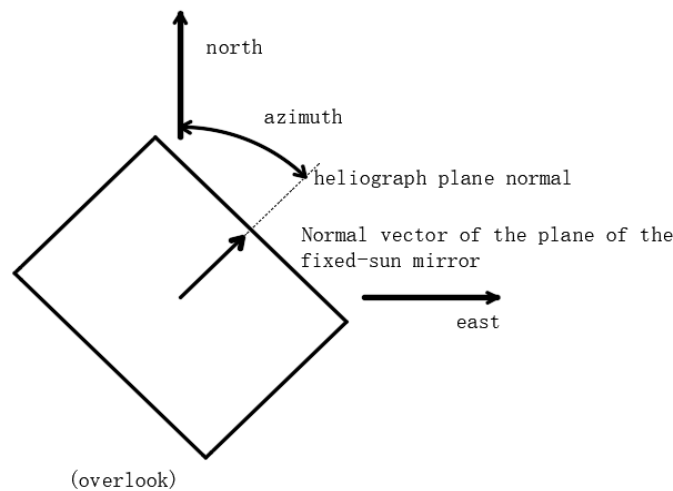 north
azimuth
heliograph plane normal
Normal vector of the plane of the
fixed-sun mirror
east
(overlook)